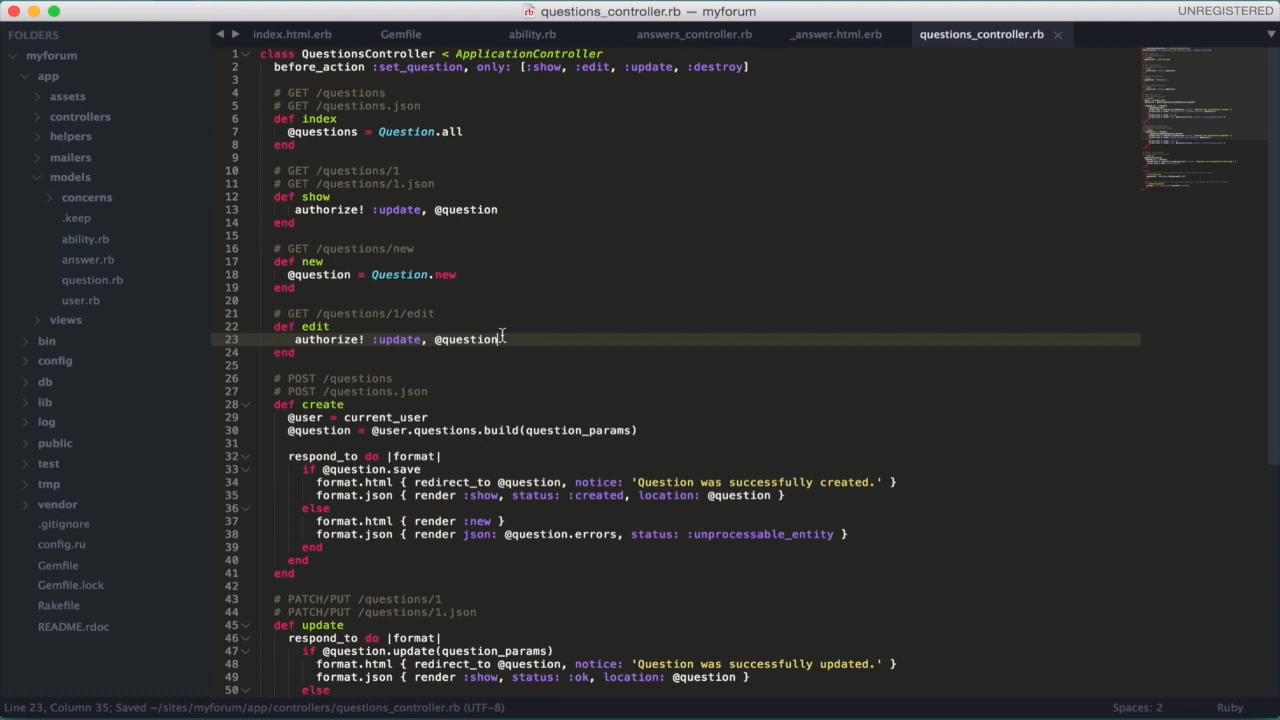 questions_controller.rb — myforum
UNREGISTERED
FOLDERS
myforum
app
assets
controllers
helpers
mailers
models
concerns
.keep
ability.rb
answer.rb
question.rb
user.rb
views
bin
config
db
lib
log
public
test
tmp
vendor
.gitignore
config.ru
Gemfile
Gemfile.lock
Rakefile
README.rdoc
index.html.erb Gemfile ability.rb answers_controller.rb _answer.html.erb questions_controller.rb
1 class QuestionsController < ApplicationController
2 before_action :set_question, only: [:show, :edit, :update, :destroy]
3
4 # GET /questions
5 # GET /questions.json
6 def index
7 @questions = Question.all
8 end
9
10 # GET /questions/1
11 # GET /questions/1.json
12 def show
13 authorize! :update, @question
14 end
15
16 # GET /questions/new
17 def new
18 @question = Question.new
19 end
20
21 # GET /questions/1/edit
22 def edit
23 authorize! :update, @question
24 end
25
26 # POST /questions
27 # POST /questions.json
28 def create
29 @user = current_user
30 @question = @user.questions.build(question_params)
31
32 respond_to do |format|
33 if @question.save
34 format.html { redirect_to @question, notice: 'Question was successfully created.' }
35 format.json { render :show, status: :created, location: @question }
36 else
37 format.html { render :new }
38 format.json { render json: @question.errors, status: :unprocessable_entity }
39 end
40 end
41 end
42
43 # PATCH/PUT /questions/1
44 # PATCH/PUT /questions/1.json
45 def update
46 respond_to do |format|
47 if @question.update(question_params)
48 format.html { redirect_to @question, notice: 'Question was successfully updated.' }
49 format.json { render :show, status: :ok, location: @question }
50 else
Line 23, Column 35; Saved ~/sites/myforum/app/controllers/questions_controller.rb (UTF-8)
Spaces: 2
Ruby